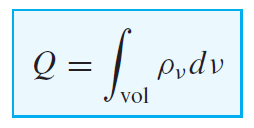 Q = ∫_vol ρ_ν dν